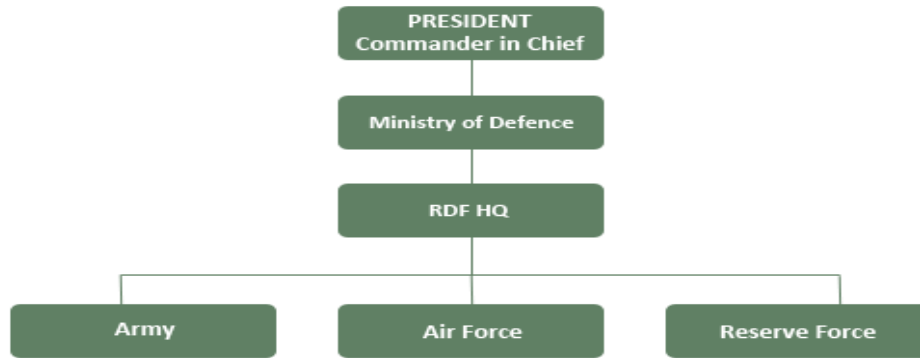 PRESIDENT
Commander in Chief
Ministry of Defence
RDF HQ
Army
Air Force
Reserve Force